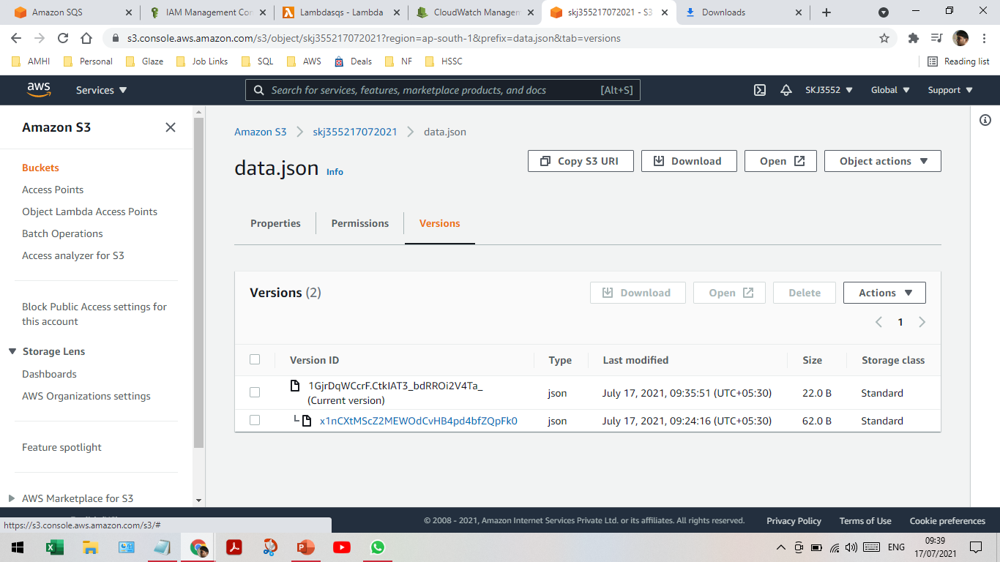 Amazon SQS
IAM Management Con
Lambdasqs - Lambda
CloudWatch Managem
skj355217072021 - S3
Downloads
s3.console.aws.amazon.com/s3/object/skj355217072021?region=ap-south-1&prefix=data.json&tab=versions
AMHI
Personal
Glaze
Job Links
SQL
AWS
Deals
NF
HSSC
Reading list
aws
Services
Search for services, features, marketplace products, and docs
[Alt+S]
SKJ3552
Global
Support
Amazon S3
Buckets
Access Points
Object Lambda Access Points
Batch Operations
Access analyzer for S3
Block Public Access settings for
this account
Storage Lens
Dashboards
AWS Organizations settings
Feature spotlight
AWS Marketplace for S3
Amazon S3
skj355217072021
data.json
data.json
Info
Copy S3 URI
Download
Open
Object actions
Properties
Permissions
Versions
Versions (2)
Download
Open
Delete
Actions
1
Version ID
Type
Last modified
Size
Storage class
1GjrDqWCcrF.CtkIAT3_bdRROi2V4Ta_
(Current version)
json
July 17, 2021, 09:35:51 (UTC+05:30)
22.0 B
Standard
x1nCXtMScZ2MEWOdCvHB4pd4bfZQpFk0
json
July 17, 2021, 09:24:16 (UTC+05:30)
62.0 B
Standard
https://s3.console.aws.amazon.com/s3/#
© 2008 - 2021, Amazon Internet Services Private Ltd. or its affiliates. All rights reserved.
Privacy Policy
Terms of Use
Cookie preferences
ENG
09:39
17/07/2021